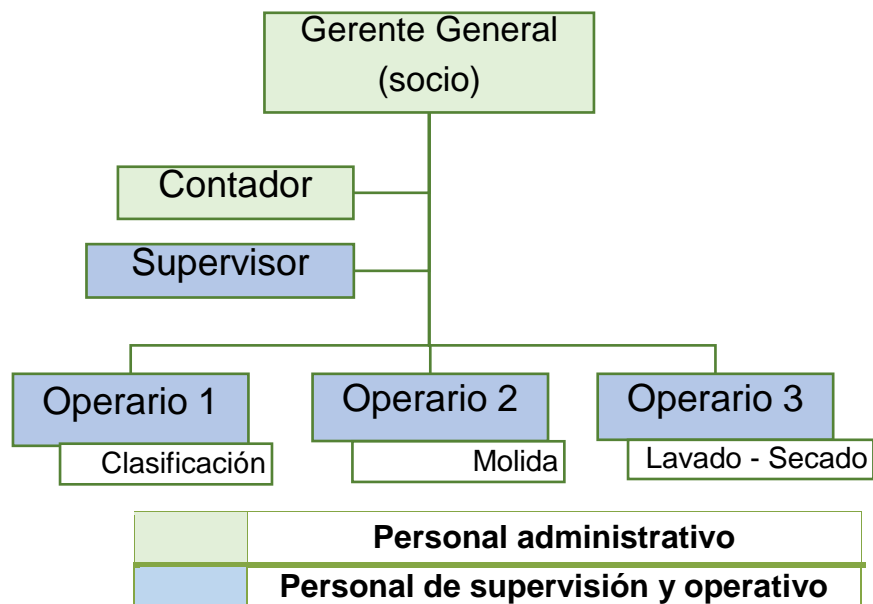 Gerente General
(socio)
Contador
Supervisor
Operario 1
Clasificación
Operario 2
Molida
Operario 3
Lavado - Secado
Personal administrativo
Personal de supervisión y operativo